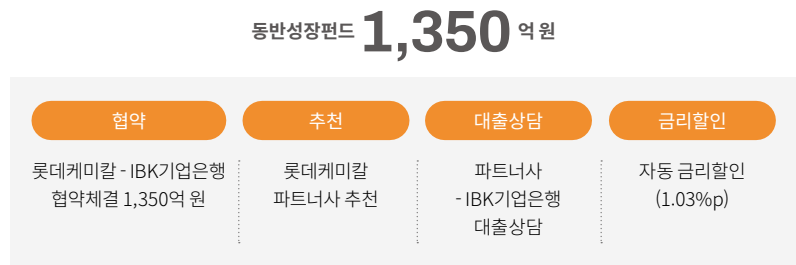 동반성장펀드 1,350 억 원
협약
롯데케미칼 - IBK기업은행
협약체결 1,350억 원
추천
롯데케미칼
파트너사 추천
대출상담
파트너사
- IBK기업은행
대출상담
금리할인
자동 금리할인
(1.03%p)